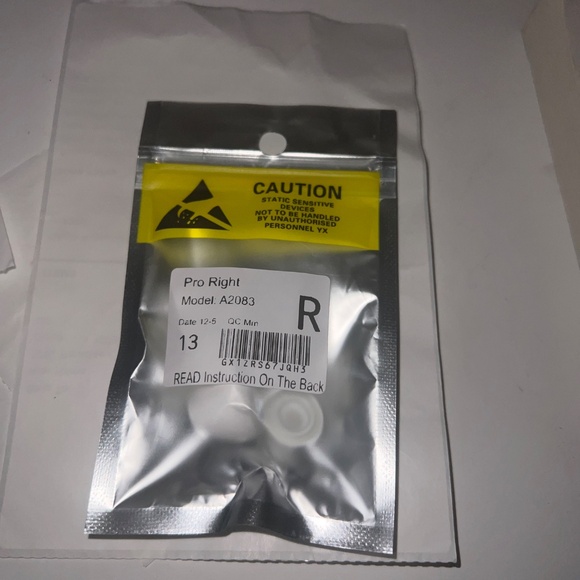 CAUTION
STATIC SENSITIVE
DEVICES
NOT TO BE HANDLED
BY UNAUTHORISED
PERSONNEL YX
Pro Right
Model: A2083
R
Date 12-5 QC Min
13
GX1ZRS67JQH3
READ Instruction On The Back